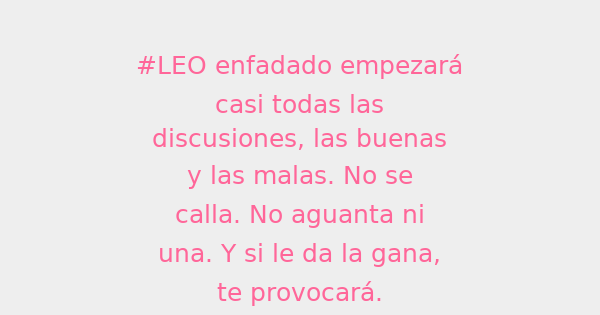 #LEO enfadado empezará
casi todas las
discusiones, las buenas
y las malas. No se
calla. No aguanta ni
una. Y si le da la gana,
te provocará.